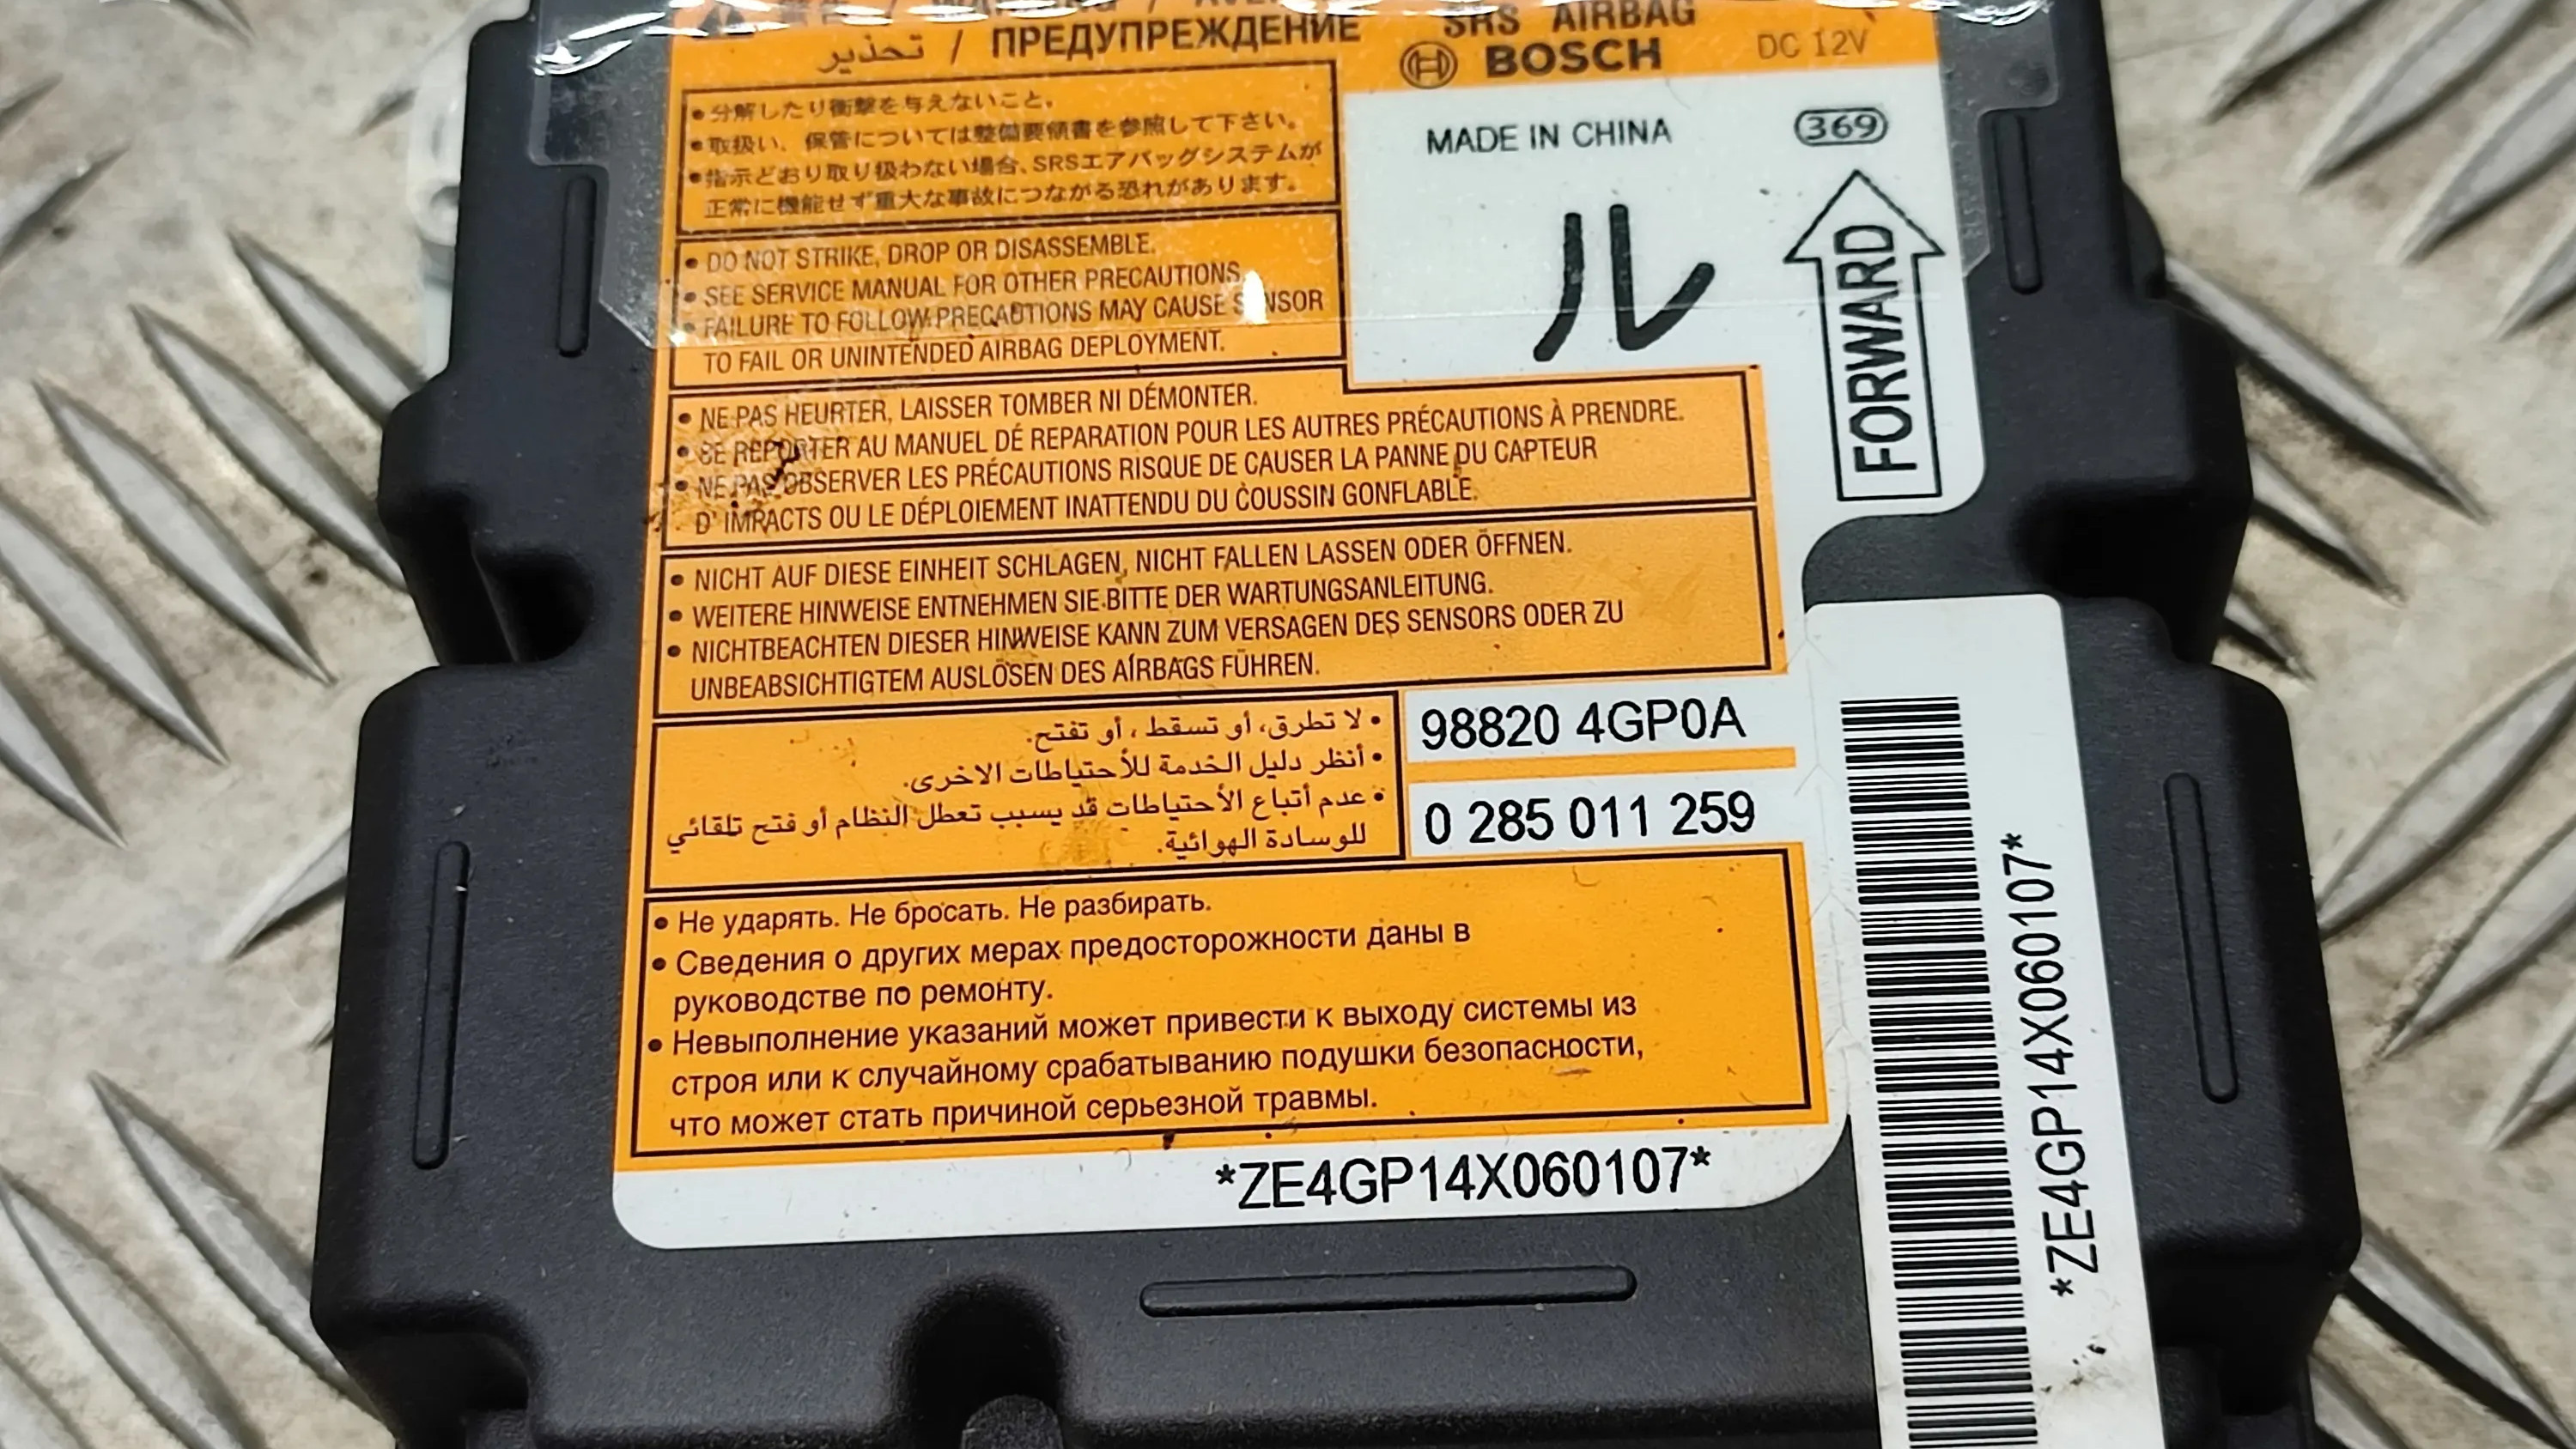 SRS AIRBAG
تحذير / ПРЕДУПРЕЖДЕНИЕ
BOSCH
DC 12V
•分解したり衝撃を与えないこと。
•取扱い、保管については整備要領書を参照して下さい。
•指示どおり取り扱わない場合、SRSエアバッグシステムが
正常に機能せず重大な事故につながる恐れがあります。
MADE IN CHINA
369
ル
FORWARD
• DO NOT STRIKE, DROP OR DISASSEMBLE.
• SEE SERVICE MANUAL FOR OTHER PRECAUTIONS.
• FAILURE TO FOLLOW PRECAUTIONS MAY CAUSE SENSOR
TO FAIL OR UNINTENDED AIRBAG DEPLOYMENT.
• NE PAS HEURTER, LAISSER TOMBER NI DÉMONTER.
• SE REPORTER AU MANUEL DÉ REPARATION POUR LES AUTRES PRÉCAUTIONS À PRENDRE.
• NE PAS OBSERVER LES PRÉCAUTIONS RISQUE DE CAUSER LA PANNE DU CAPTEUR
D' IMPACTS OU LE DÉPLOIEMENT INATTENDU DU COUSSIN GONFLABLE.
• NICHT AUF DIESE EINHEIT SCHLAGEN, NICHT FALLEN LASSEN ODER ÖFFNEN.
• WEITERE HINWEISE ENTNEHMEN SIE BITTE DER WARTUNGSANLEITUNG.
• NICHTBEACHTEN DIESER HINWEISE KANN ZUM VERSAGEN DES SENSORS ODER ZU
UNBEABSICHTIGTEM AUSLÖSEN DES AIRBAGS FÜHREN.
• لا تطرق، أو تسقط ، أو تفتح.
• أنظر دليل الخدمة للأحتياطات الاخرى.
• عدم أتباع الأحتياطات قد يسبب تعطل النظام أو فتح تلقائي
للوسادة الهوائية.
98820 4GP0A
0 285 011 259
• Не ударять. Не бросать. Не разбирать.
• Сведения о других мерах предосторожности даны в
руководстве по ремонту.
• Невыполнение указаний может привести к выходу системы из
строя или к случайному срабатыванию подушки безопасности,
что может стать причиной серьезной травмы.
*ZE4GP14X060107*
*ZE4GP14X060107*